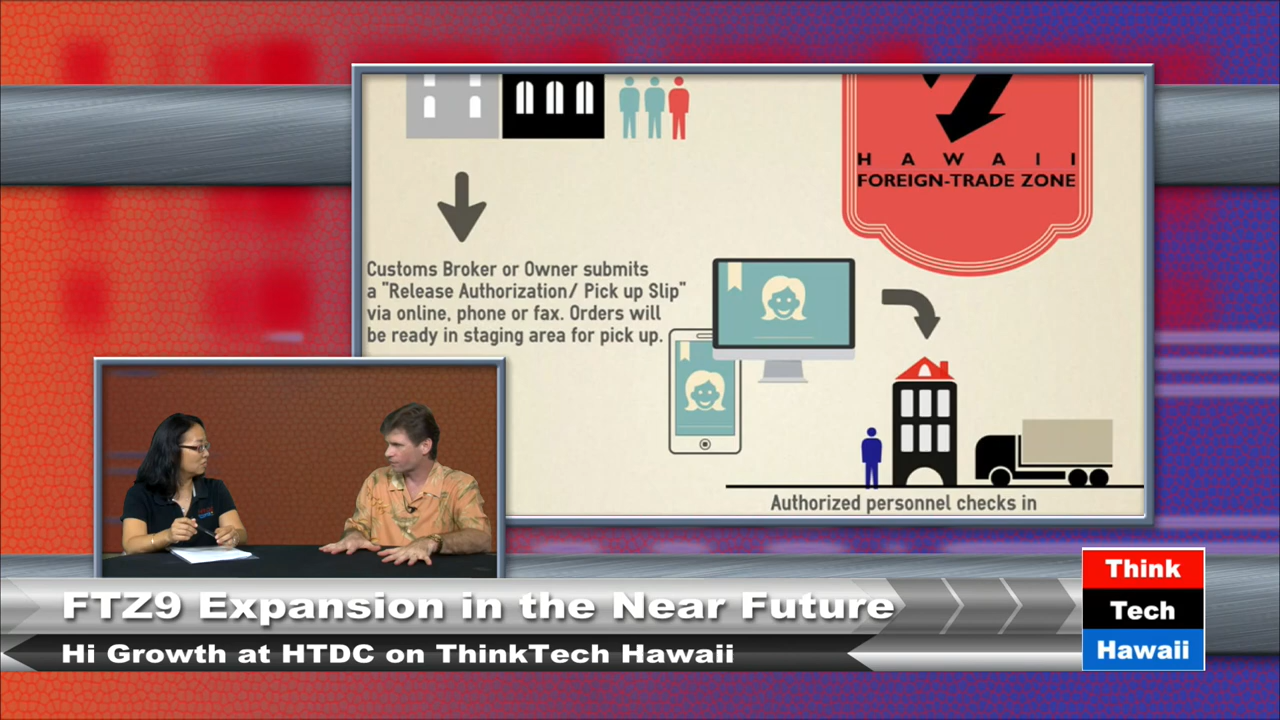 H A W A I I
FOREIGN-TRADE ZONE
Customs Broker or Owner submits
a "Release Authorization/ Pick up Slip"
via online, phone or fax. Orders will
be ready in staging area for pick up.
Authorized personnel checks in
FTZ9 Expansion in the Near Future
Hi Growth at HTDC on ThinkTech Hawaii
Think
Tech
Hawaii